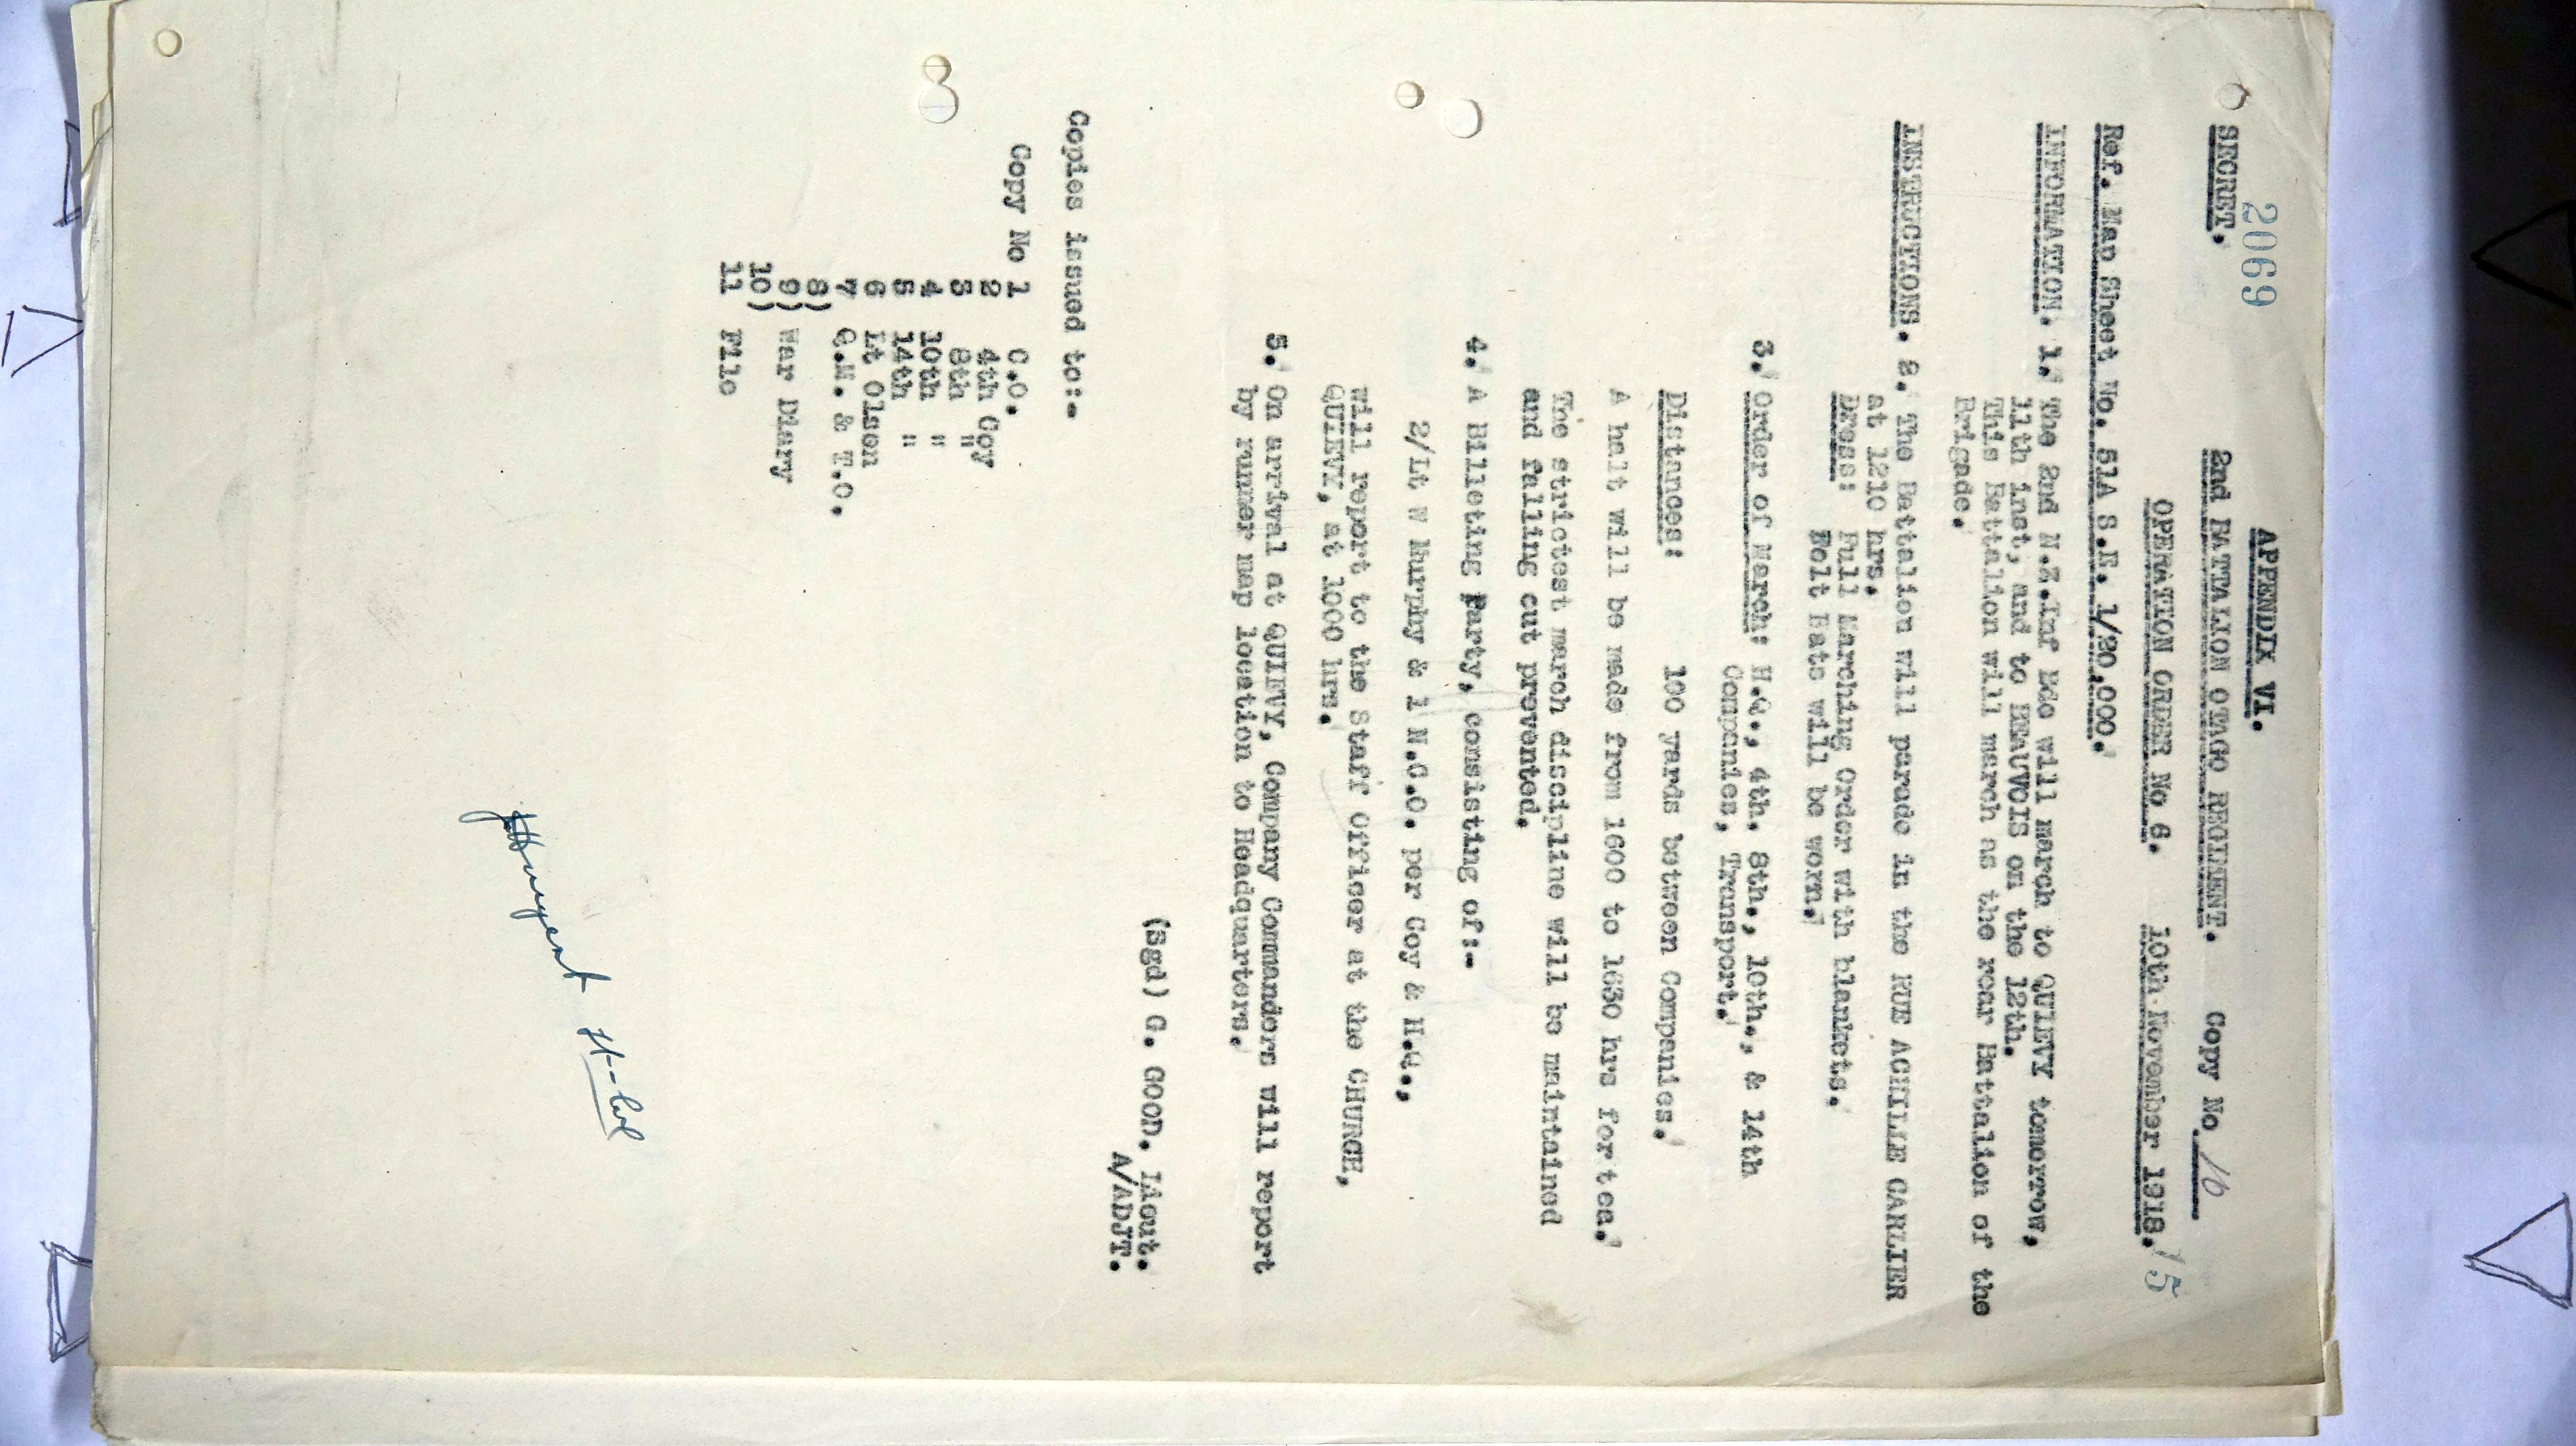 2069
APPENDIX VI.
SECRET. 2nd BATTALION OTAGO REGIMENT. Copy No 10
OPERATION ORDER No 6. 10th November 1918. 15
Ref. Map Sheet No. 51A S.E. 1/20,000.
INFORMATION. 1. The 2nd N.Z.Inf Bde will march to QUIEVY tomorrow,
11th inst, and to BEAUVOIS on the 12th.
This Battalion will march as the rear Battalion of the
Brigade.
INSTRUCTIONS. 2. The Battalion will parade in the RUE ACHILLE CARLIER
at 1210 hrs.
Dress: Full Marching Order with blankets.
Felt Hats will be worn.
3. Order of March: H.Q., 4th. 8th., 10th., & 14th
Companies, Transport.
Distances: 100 yards between Companies.
A halt will be made from 1600 to 1630 hrs for tea.
The strictest march discipline will be maintained
and falling out prevented.
4. A Billeting Party, consisting of:-
2/Lt W Murphy & 1 N.C.O. per Coy & H.Q.,
will report to the Staff Officer at the CHURCH,
QUIEVY, at 1000 hrs.
5. On arrival at QUIEVY, Company Commanders will report
by runner map location to Headquarters.
(Sgd) G. GOOD. Lieut.
A/ADJT.
Copies issued to:-
Copy No 1 C.O.
2 4th Coy
3 8th "
4 10th "
5 14th "
6 Lt Olsen
7 Q.M. & T.O.
8)
9) War Diary
10)
11 File